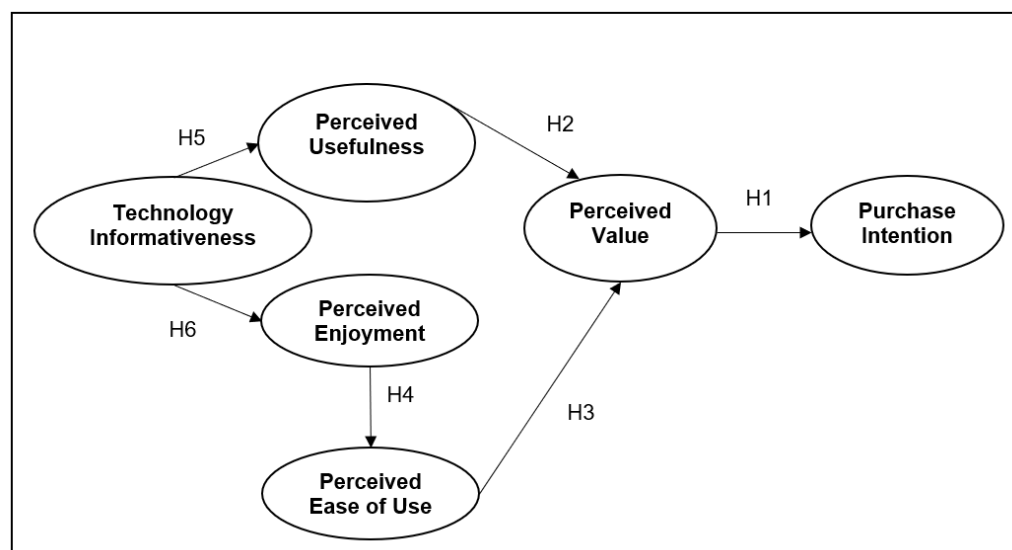 Perceived
Usefulness
H5
H2
Technology
Informativeness
Perceived
Value
H1
Purchase
Intention
H6
Perceived
Enjoyment
H4
H3
Perceived
Ease of Use